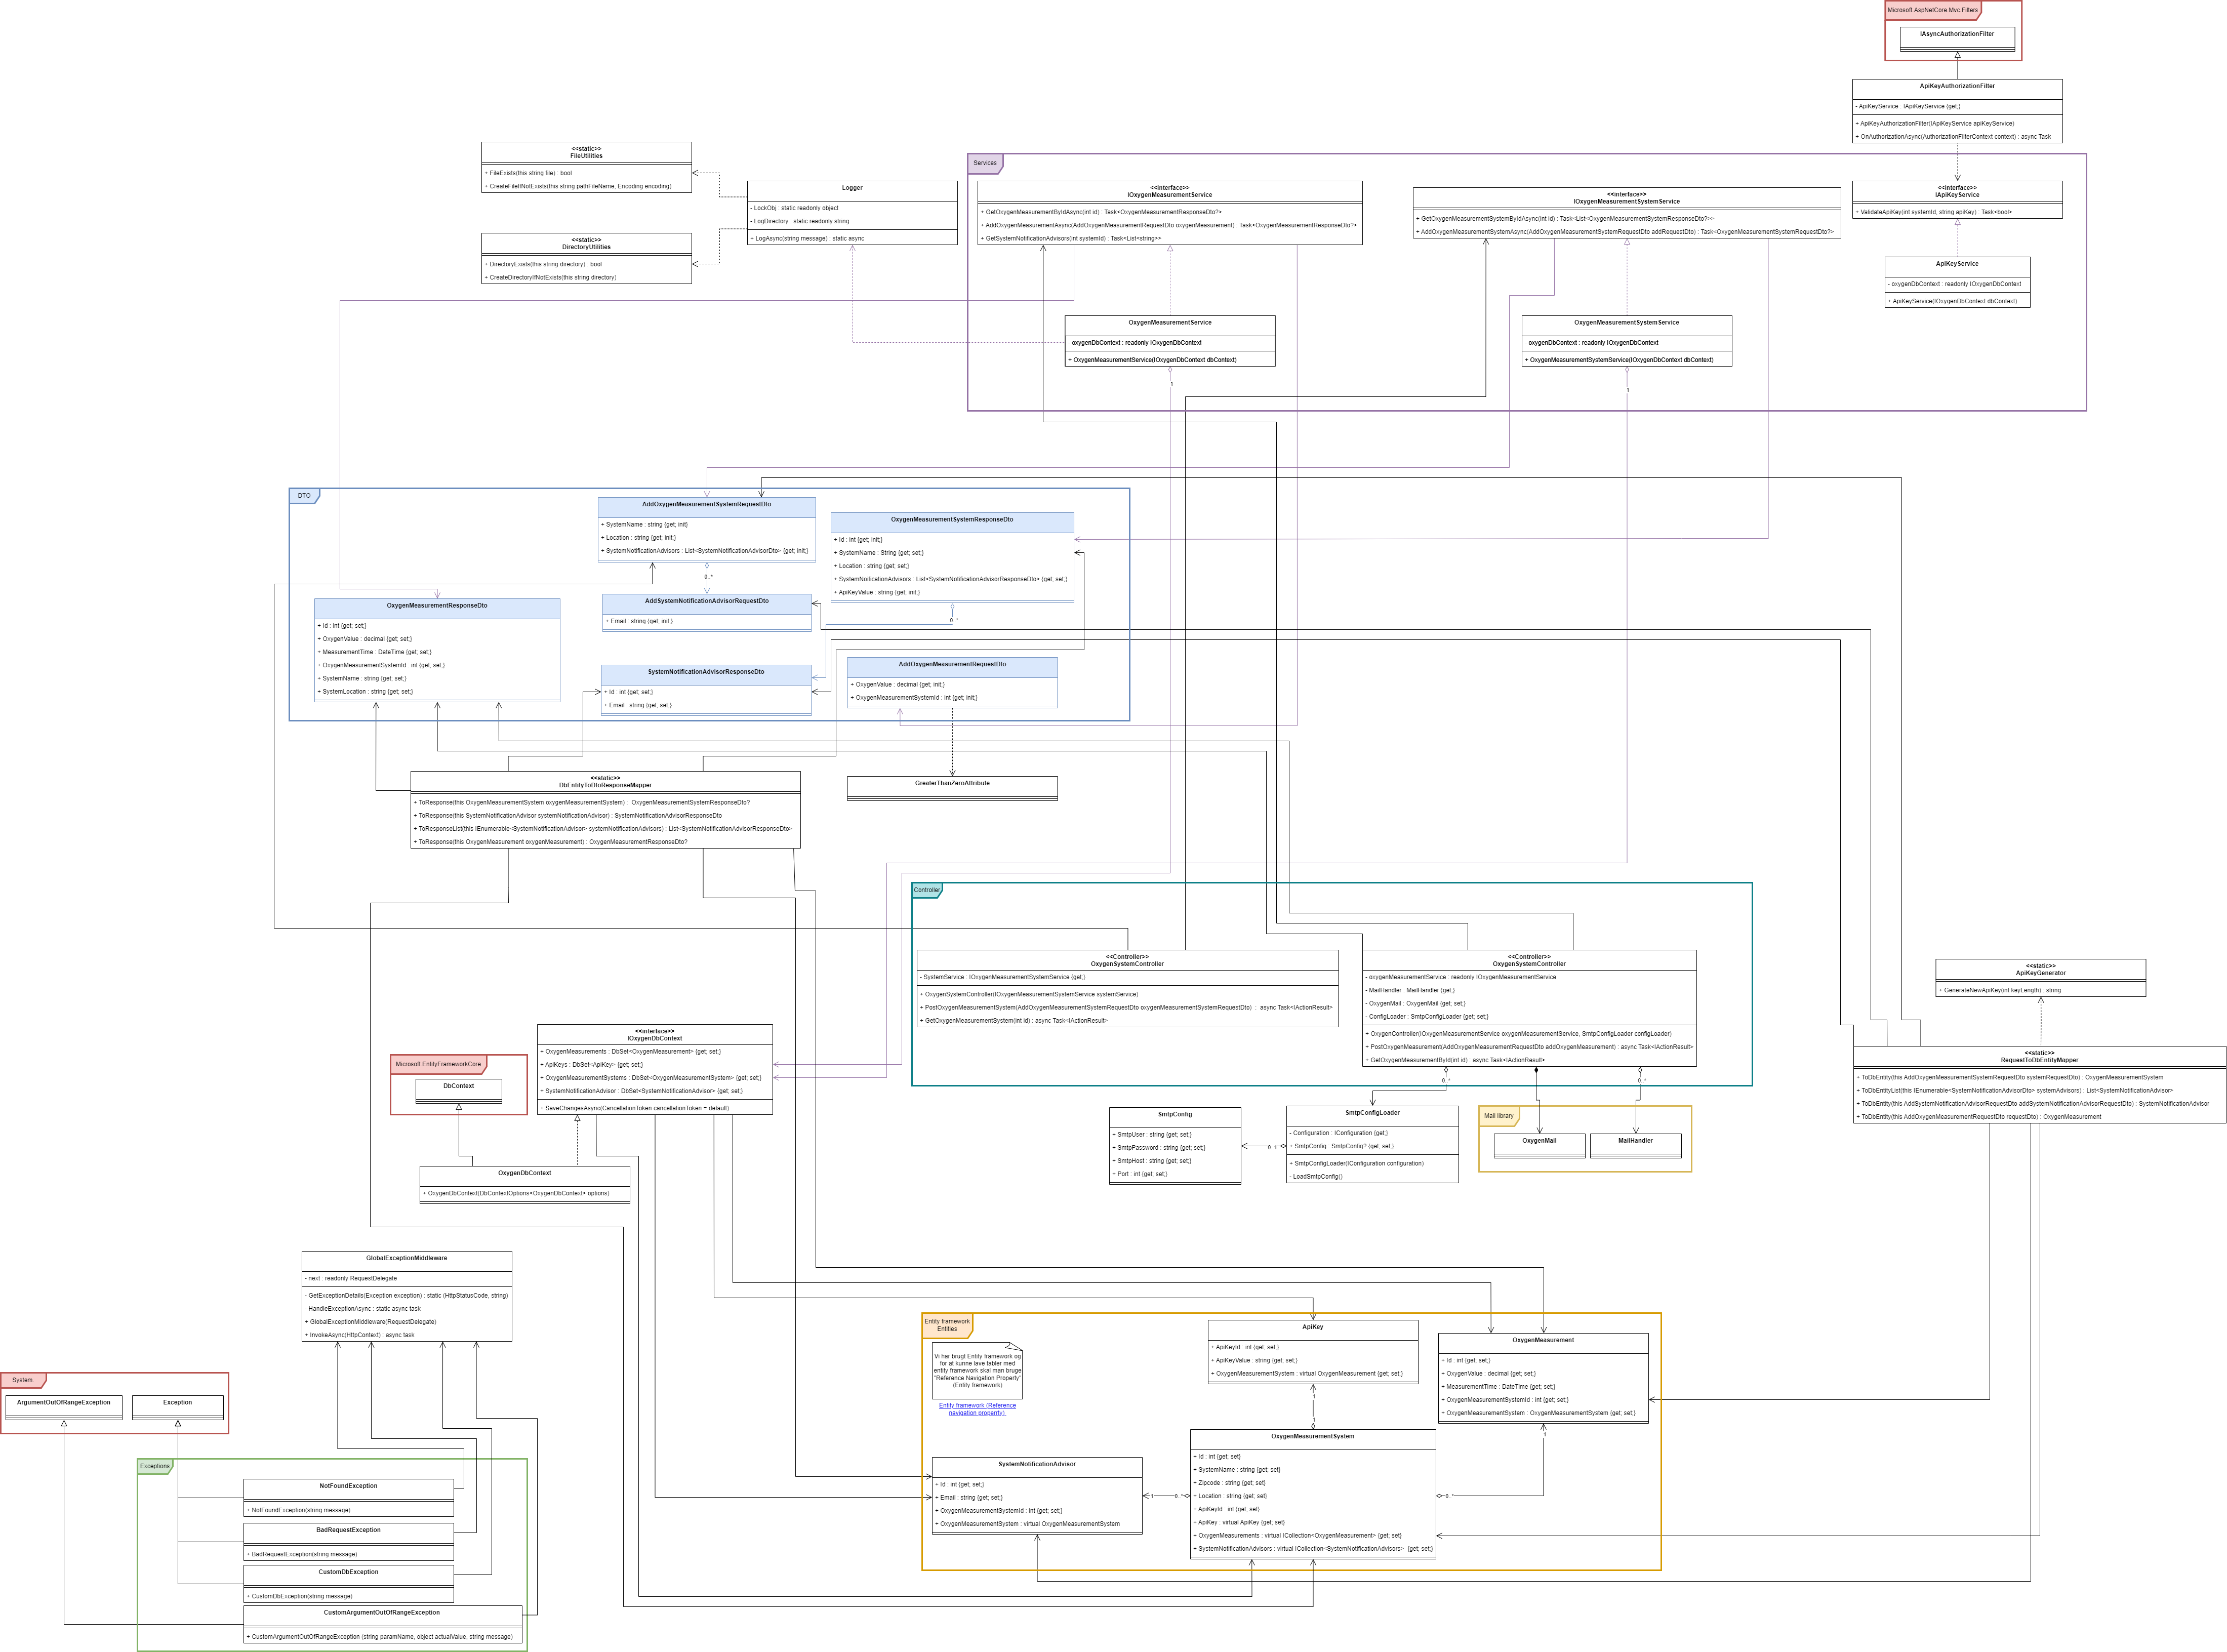 Microsoft.AspNetCore.Mvc.Filters
IAsyncAuthorizationFilter
ApiKeyAuthorizationFilter
- ApiKeyService : IApiKeyService {get;}
+ ApiKeyAuthorizationFilter(IApiKeyService apiKeyService)
+ OnAuthorizationAsync(AuthorizationFilterContext context) : async Task
<<static>>
FileUtilities
+ FileExists(this string file) : bool
+ CreateFileIfNotExists(this string pathFileName, Encoding encoding)
<<static>>
DirectoryUtilities
+ DirectoryExists(this string directory) : bool
+ CreateDirectoryIfNotExists(this string directory)
Logger
- LockObj : static readonly object
- LogDirectory : static readonly string
+ LogAsync(string message) : static async
Services
<<interface>>
IOxygenMeasurementService
+ GetOxygenMeasurementByIdAsync(int id) : Task<OxygenMeasurementResponseDto?>
+ AddOxygenMeasurementAsync(AddOxygenMeasurementRequestDto oxygenMeasurement) : Task<OxygenMeasurementResponseDto?>
+ GetSystemNotificationAdvisors(int systemId) : Task<List<string>>
<<interface>>
IOxygenMeasurementSystemService
+ GetOxygenMeasurementSystemByIdAsync(int id) : Task<List<OxygenMeasurementSystemResponseDto?>>
+ AddOxygenMeasurementSystemAsync(AddOxygenMeasurementSystemRequestDto addRequestDto) : Task<OxygenMeasurementSystemRequestDto?>
<<interface>>
IApiKeyService
+ ValidateApiKey(int systemId, string apiKey) : Task<bool>
ApiKeyService
- oxygenDbContext : readonly IOxygenDbContext
+ ApiKeyService(IOxygenDbContext dbContext)
OxygenMeasurementService
- oxygenDbContext : readonly IOxygenDbContext
+ OxygenMeasurementService(IOxygenDbContext dbContext)
1
OxygenMeasurementSystemService
- oxygenDbContext : readonly IOxygenDbContext
+ OxygenMeasurementSystemService(IOxygenDbContext dbContext)
1
DTO
AddOxygenMeasurementSystemRequestDto
+ SystemName : string {get; init}
+ Location : string {get; init;}
+ SystemNotificationAdvisors : List<SystemNotificationAdvisorDto> {get; init;}
0..*
OxygenMeasurementSystemResponseDto
+ Id : int {get; init;}
+ SystemName : String {get; set;}
+ Location : string {get; set;}
+ SystemNoificationAdvisors : List<SystemNotificationAdvisorResponseDto> {get; set;}
+ ApiKeyValue : string {get; init;}
0..*
OxygenMeasurementResponseDto
+ Id : int {get; set;}
+ OxygenValue : decimal {get; set;}
+ MeasurementTime : DateTime {get; set;}
+ OxygenMeasurementSystemId : int {get; set;}
+ SystemName : string {get; set;}
+ SystemLocation : string {get; set;}
AddSystemNotificationAdvisorRequestDto
+ Email : string {get; init;}
SystemNotificationAdvisorResponseDto
+ Id : int {get; set;}
+ Email : string {get; set;}
AddOxygenMeasurementRequestDto
+ OxygenValue : decimal {get; init;}
+ OxygenMeasurementSystemId : int {get; init;}
GreaterThanZeroAttribute
<<static>>
DbEntityToDtoResponseMapper
+ ToResponse(this OxygenMeasurementSystem oxygenMeasurementSystem) : OxygenMeasurementSystemResponseDto?
+ ToResponse(this SystemNotificationAdvisor systemNotificationAdvisor) : SystemNotificationAdvisorResponseDto
+ ToResponseList(this IEnumerable<SystemNotificationAdvisor> systemNotificationAdvisors) : List<SystemNotificationAdvisorResponseDto>
+ ToResponse(this OxygenMeasurement oxygenMeasurement) : OxygenMeasurementResponseDto?
Controller
<<Controller>>
OxygenSystemController
- SystemService : IOxygenMeasurementSystemService {get;}
+ OxygenSystemController(IOxygenMeasurementSystemService systemService)
+ PostOxygenMeasurementSystem(AddOxygenMeasurementSystemRequestDto oxygenMeasurementSystemRequestDto) : async Task<IActionResult>
+ GetOxygenMeasurementSystem(int id) : async Task<IActionResult>
<<Controller>>
OxygenSystemController
- oxygenMeasurementService : readonly IOxygenMeasurementService
- MailHandler : MailHandler {get;}
- OxygenMail : OxygenMail {get; set;}
- ConfigLoader : SmtpConfigLoader {get; set;}
+ OxygenController(IOxygenMeasurementService oxygenMeasurementService, SmtpConfigLoader configLoader)
+ PostOxygenMeasurement(AddOxygenMeasurementRequestDto addOxygenMeasurement) : async Task<IActionResult>
+ GetOxygenMeasurementById(int id) : async Task<IActionResult>
0..*
0..*
<<static>>
ApiKeyGenerator
+ GenerateNewApiKey(int keyLength) : string
<<static>>
RequestToDbEntityMapper
+ ToDbEntity(this AddOxygenMeasurementSystemRequestDto systemRequestDto) : OxygenMeasurementSystem
+ ToDbEntityList(this IEnumerable<SystemNotificationAdvisorDto> systemAdvisors) : List<SystemNotificationAdvisor>
+ ToDbEntity(this AddSystemNotificationAdvisorRequestDto addSystemNotificationAdvisorRequestDto) : SystemNotificationAdvisor
+ ToDbEntity(this AddOxygenMeasurementRequestDto requestDto) : OxygenMeasurement
<<interface>>
IOxygenDbContext
+ OxygenMeasurements : DbSet<OxygenMeasurement> {get; set;}
+ ApiKeys : DbSet<ApiKey> {get; set;}
+ OxygenMeasurementSystems : DbSet<OxygenMeasurementSystem> {get; set;}
+ SystemNotificationAdvisor : DbSet<SystemNotificationAdvisor> {get; set;}
+ SaveChangesAsync(CancellationToken cancellationToken = default)
Microsoft.EntityFrameworkCore
DbContext
OxygenDbContext
+ OxygenDbContext(DbContextOptions<OxygenDbContext> options)
SmtpConfig
+ SmtpUser : string {get; set;}
+ SmtpPassword : string {get; set;}
+ SmtpHost : string {get; set;}
+ Port : int {get; set;}
0..1
SmtpConfigLoader
- Configuration : IConfiguration {get;}
+ SmtpConfig : SmtpConfig? {get; set;}
+ SmtpConfigLoader(IConfiguration configuration)
- LoadSmtpConfig()
Mail library
OxygenMail
MailHandler
GlobalExceptionMiddleware
- next : readonly RequestDelegate
- GetExceptionDetails(Exception exception) : static (HttpStatusCode, string)
- HandleExceptionAsync : static async task
+ GlobalExceptionMiddleware(RequestDelegate)
+ InvokeAsync(HttpContext) : async task
System.
ArgumentOutOfRangeException
Exception
Exceptions
NotFoundException
+ NotFoundException(string message)
BadRequestException
+ BadRequestException(string message)
CustomDbException
+ CustomDbException(string message)
CustomArgumentOutOfRangeException
+ CustomArgumentOutOfRangeException (string paramName, object actualValue, string message)
Entity framework
Entities
Vi har brugt Entity framework og
for at kunne lave tabler med
entity framework skal man bruge
"Reference Navigation Property"
(Entity framework)
Entity framework (Reference
navigation properrty).
ApiKey
+ ApiKeyId : int {get; set;}
+ ApiKeyValue : string {get; set;}
+ OxygenMeasurementSystem : virtual OxygenMeasurement {get; set;}
1
1
OxygenMeasurement
+ Id : int {get; set;}
+ OxygenValue : decimal {get; set;}
+ MeasurementTime : DateTime {get; set;}
+ OxygenMeasurementSystemId : int {get; set;}
+ OxygenMeasurementSystem : OxygenMeasurementSystem {get; set;}
1
0..*
OxygenMeasurementSystem
+ Id : int {get; set}
+ SystemName : string {get; set}
+ Zipcode : string {get; set}
+ Location : string {get; set}
+ ApiKeyId : int {get; set}
+ ApiKey : virtual ApiKey {get; set}
+ OxygenMeasurements : virtual ICollection<OxygenMeasurement> {get; set}
+ SystemNotificationAdvisors : virtual ICollection<SystemNotificationAdvisors> {get; set;}
1
0..*
SystemNotificationAdvisor
+ Id : int {get; set;}
+ Email : string {get; set;}
+ OxygenMeasurementSystemId : int {get; set;}
+ OxygenMeasurementSystem : virtual OxygenMeasurementSystem